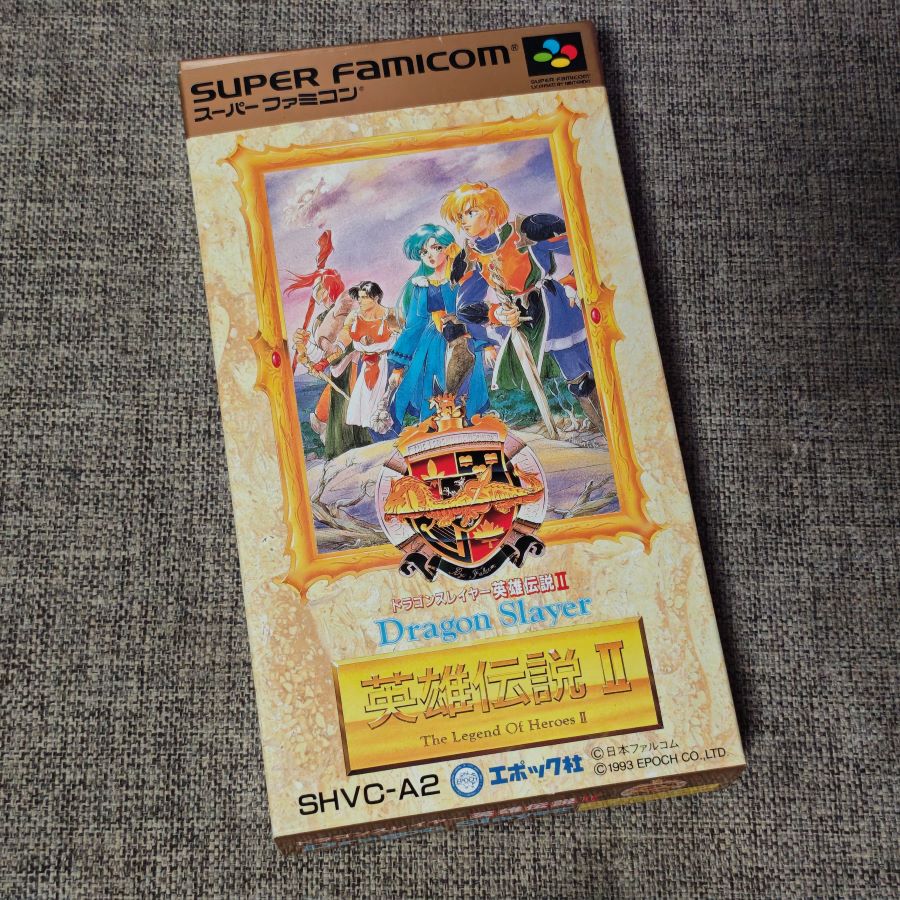 SUPER FAMICOM®
スーパーファミコン®
SUPER FAMICOM
ドラゴンスレイヤー英雄伝説II
Dragon Slayer
英雄伝説 II
The Legend Of Heroes II
SHVC-A2
EPOCH
エポック社
©日本ファルコム
©1993 EPOCH CO.,LTD.